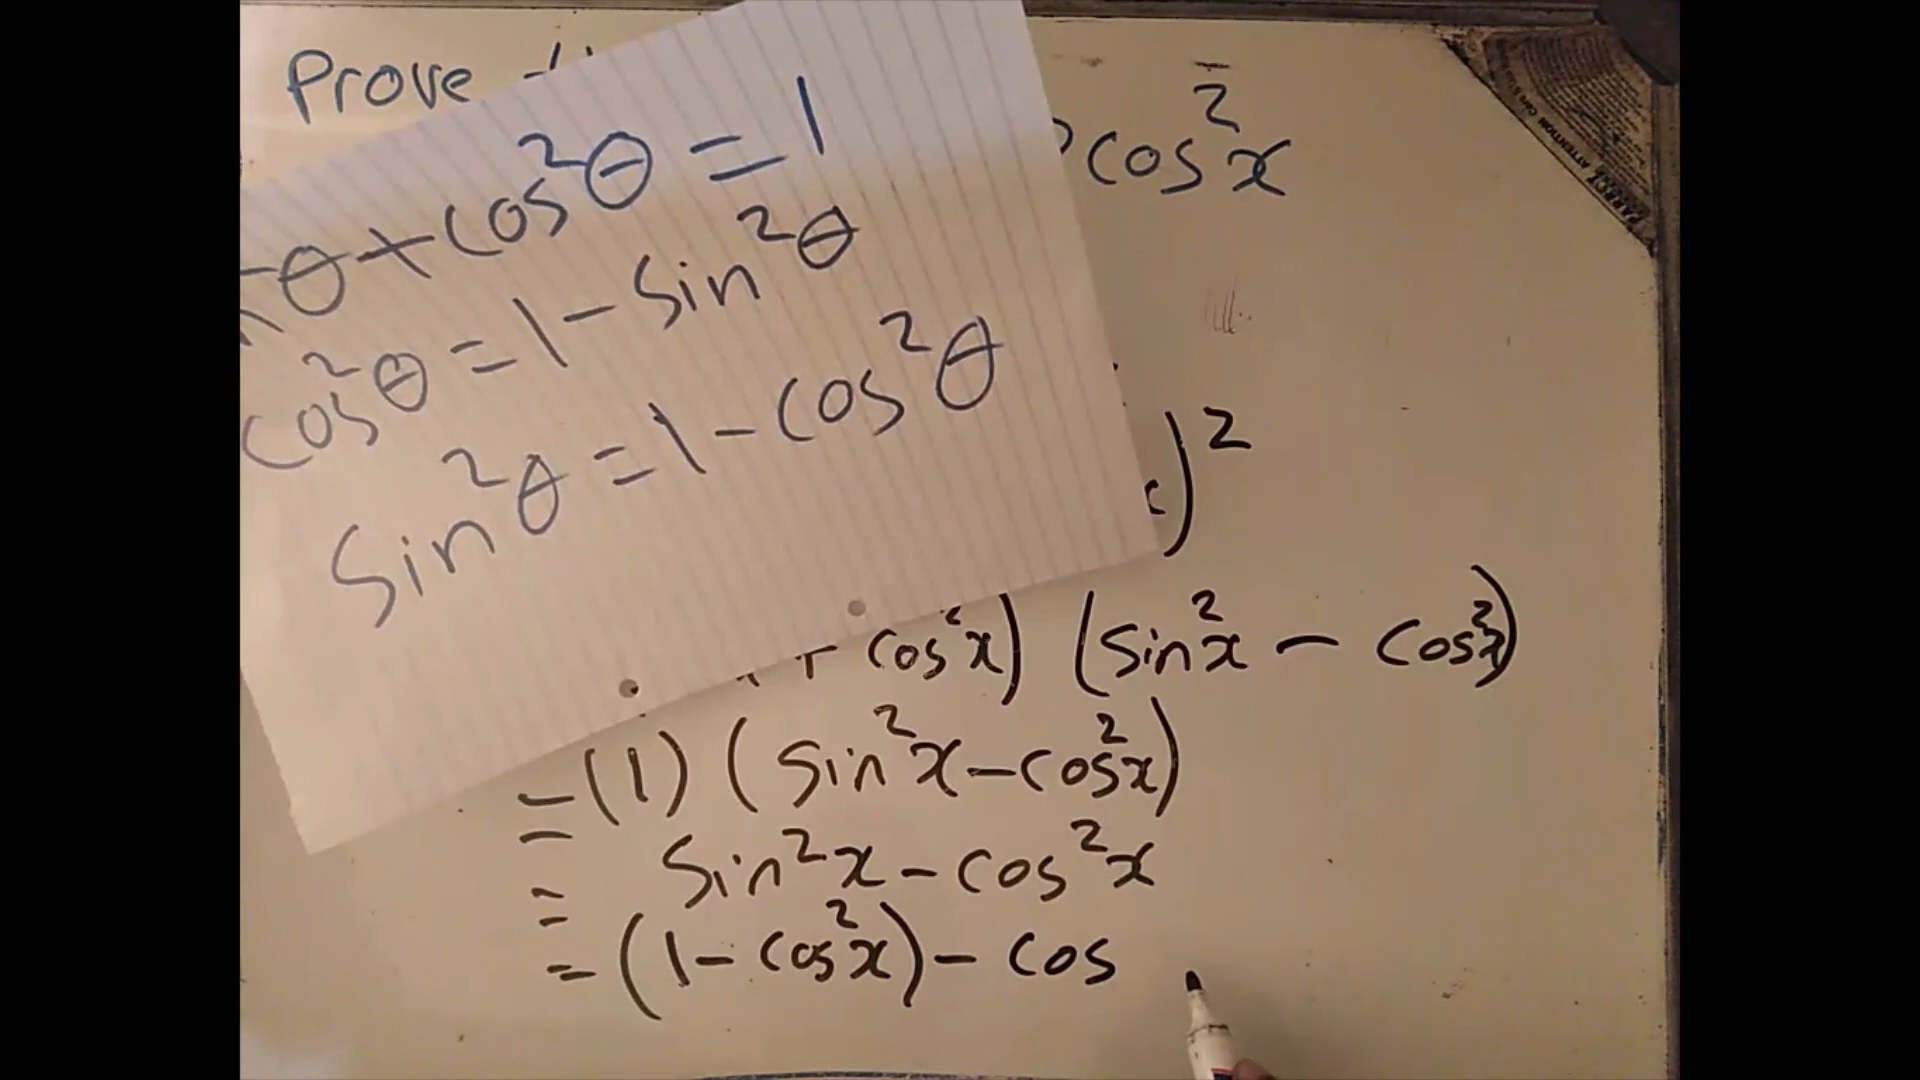 Prove
cos²x
θ + cos²θ = 1
cos²θ = 1 - sin²θ
sin²θ = 1 - cos²θ
)²
+ cos²x) (sin²x - cos²x)
= (1) (sin²x - cos²x)
= sin²x - cos²x
= (1 - cos²x) - cos
ATTENTION